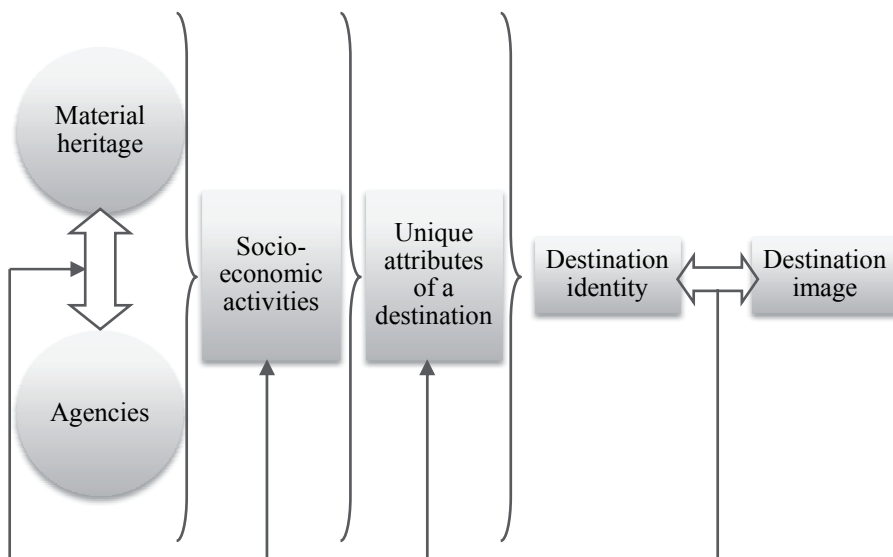 Material
heritage
Agencies
Socio-
economic
activities
Unique
attributes
of a
destination
Destination
identity
Destination
image